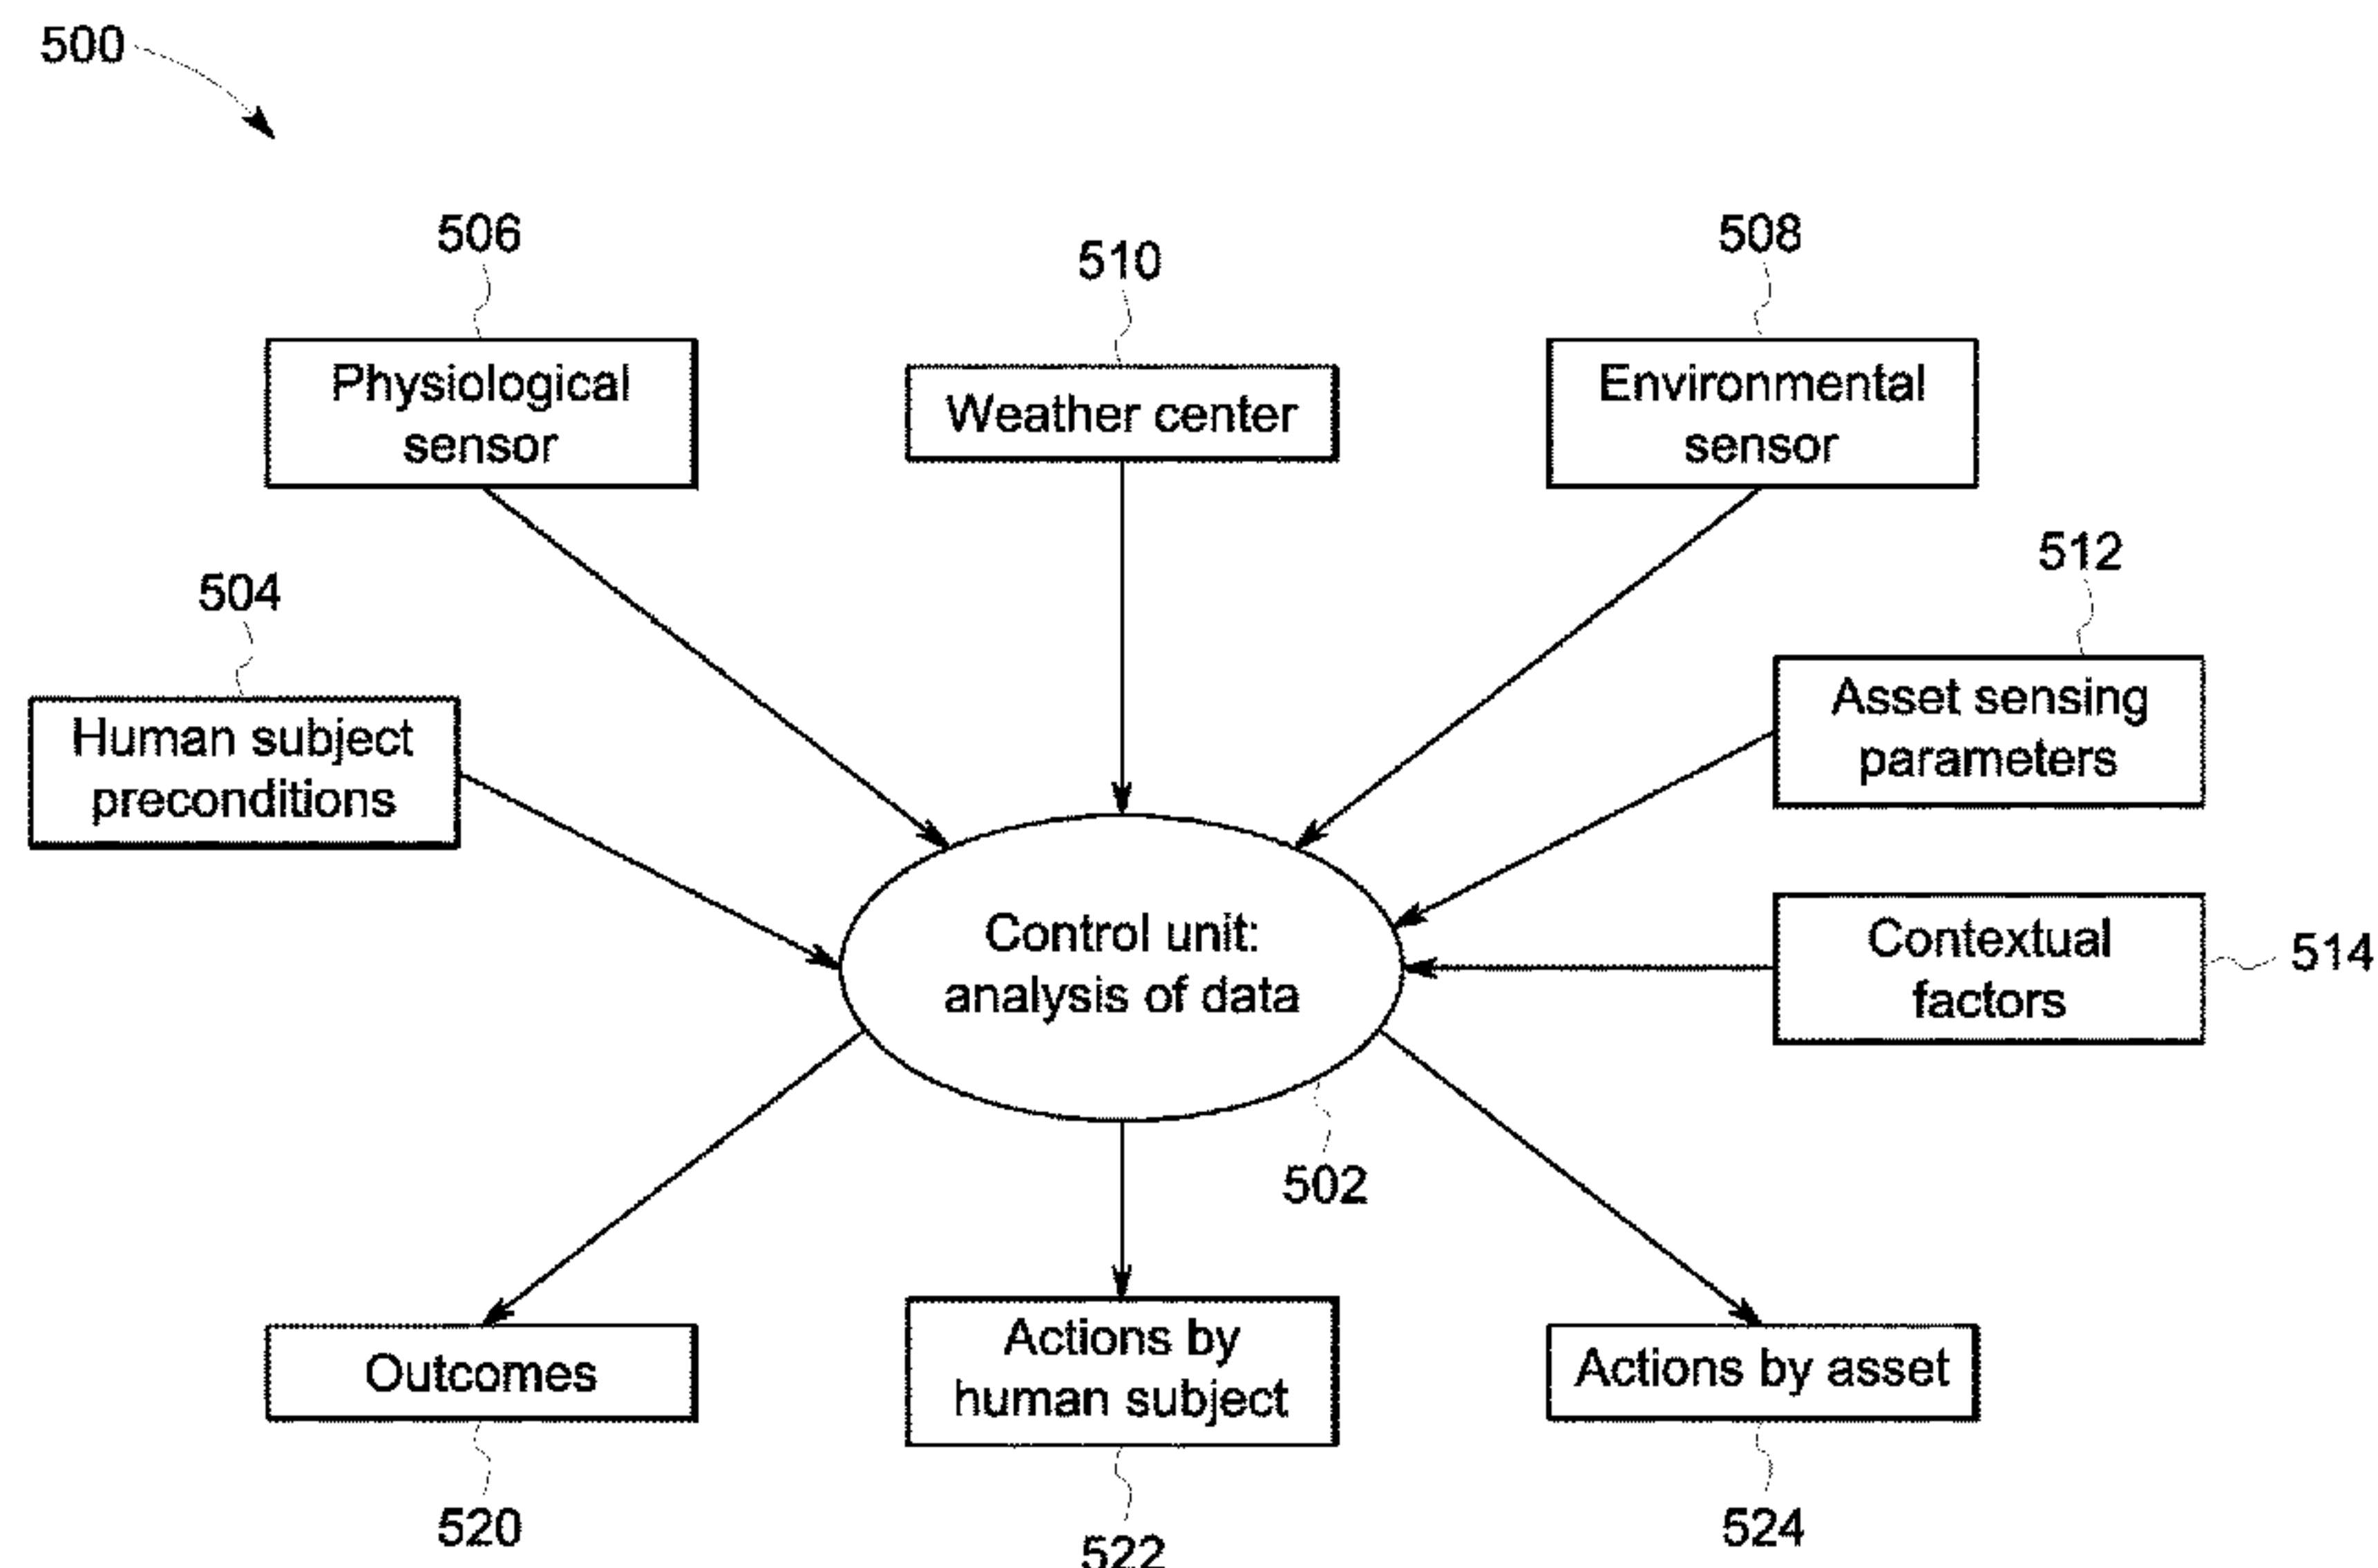 500
506
510
508
Physiological
sensor
Weather center
Environmental
sensor
504
512
Human subject
preconditions
Asset sensing
parameters
Control unit:
analysis of data
Contextual
factors
514
502
Outcomes
Actions by
human subject
Actions by asset
520
522
524